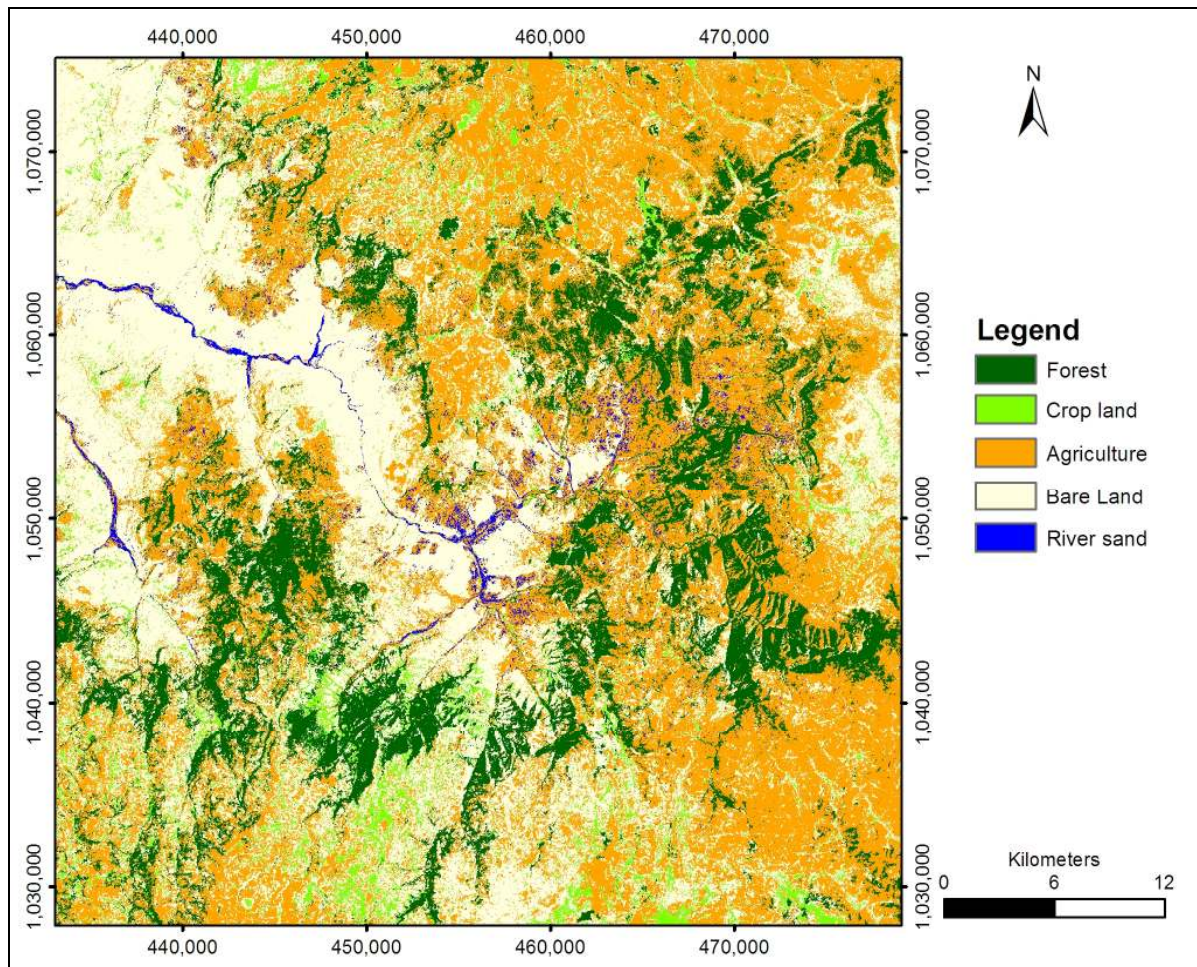 440,000 450,000 460,000 470,000
N
1,070,000 1,070,000
1,060,000 1,060,000
Legend
Forest
Crop land
Agriculture
Bare Land
River sand
1,050,000 1,050,000
1,040,000 1,040,000
1,030,000 1,030,000
Kilometers
0 6 12
440,000 450,000 460,000 470,000